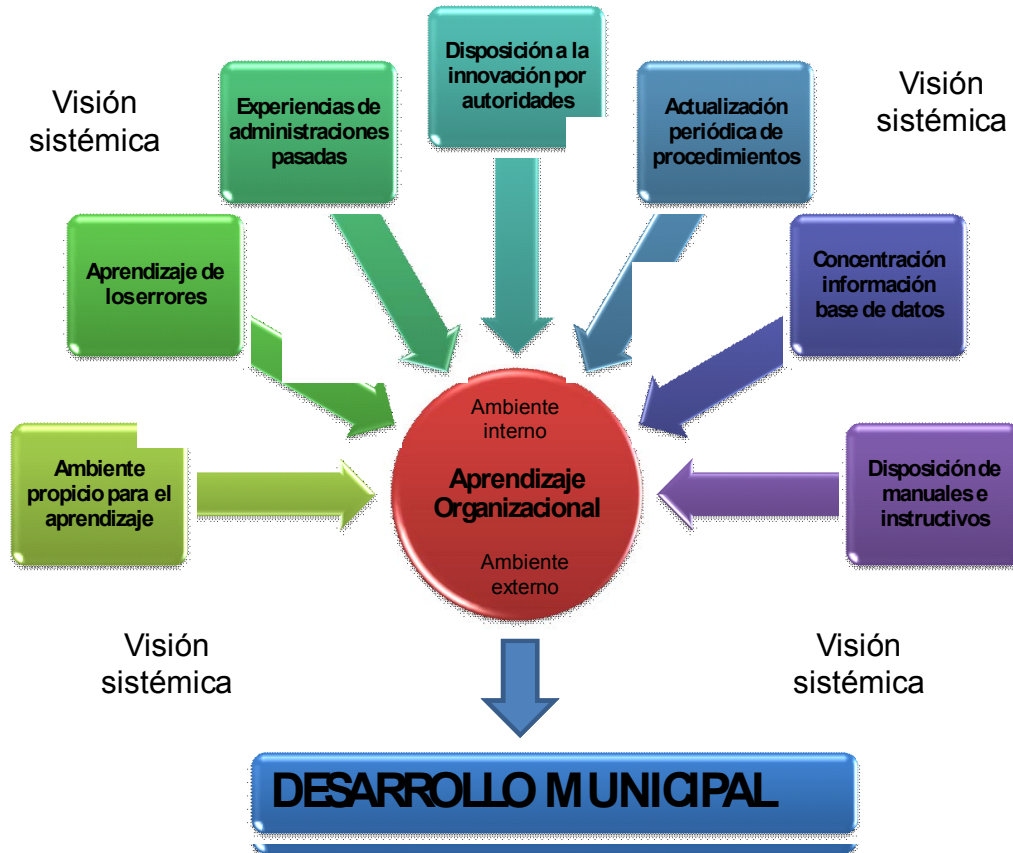 Disposición a la
innovación por
autoridades
Visión
sistémica
Experiencias de
administraciones
pasadas
Actualización
periódica de
procedimientos
Visión
sistémica
Aprendizaje de
los errores
Concentración
información
base de datos
Ambiente
interno
Aprendizaje
Organizacional
Ambiente
externo
Ambiente
propicio para el
aprendizaje
Disposición de
manuales e
instructivos
Visión
sistémica
Visión
sistémica
DESARROLLO MUNICIPAL